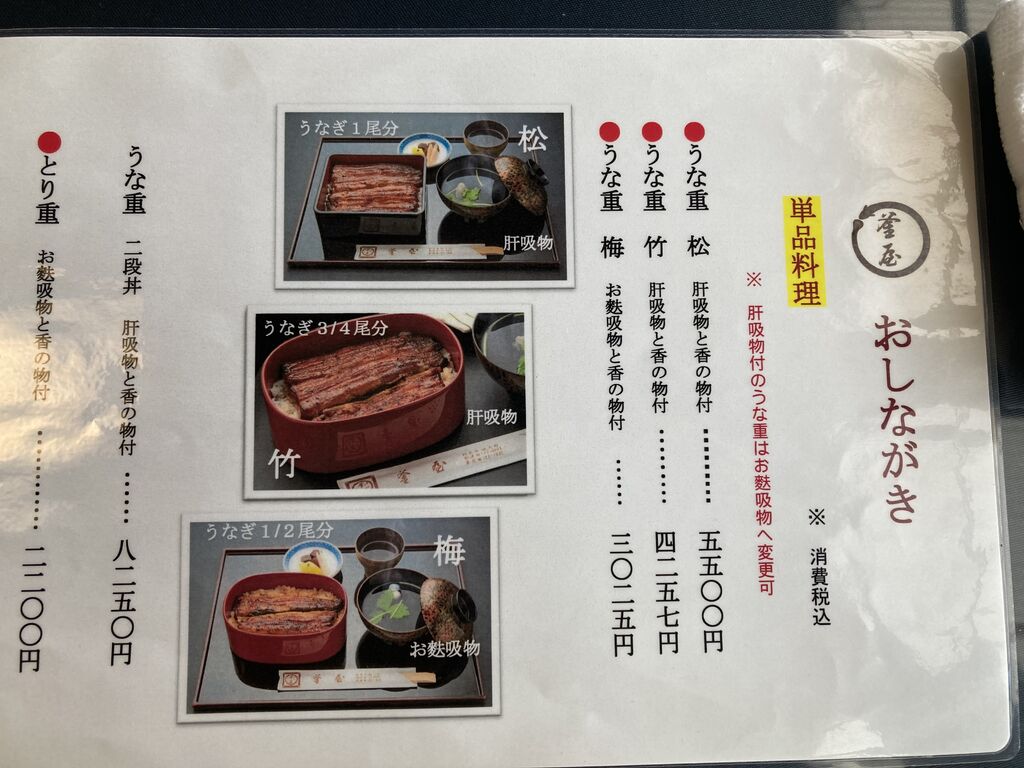 釜屋
おしながき
※ 消費税込
単品料理
※ 肝吸物付のうな重はお麩吸物へ変更可
●うな重 松 肝吸物と香の物付 ………… 五五〇〇円
●うな重 竹 肝吸物と香の物付 ………… 四二五七円
●うな重 梅 お麩吸物と香の物付 …… 三〇二五円
うなぎ1尾分
松
肝吸物
釜屋
うなぎ3/4尾分
竹
肝吸物
釜屋
うなぎ1/2尾分
梅
お麩吸物
釜屋
うな重 二段丼 肝吸物と香の物付 …… 八二五〇円
●とり重 お麩吸物と香の物付 ………… 二二〇〇円